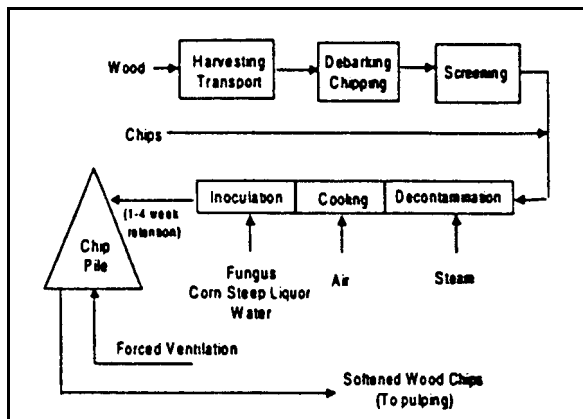 Wood
Harvesting
Transport
Debarking
Chipping
Screening
Chips
Inoculation
Cooking
Decontamination
(1-4 week
retention)
Chip
Pile
Fungus
Corn Steep Liquor
Water
Air
Steam
Forced Ventilation
Softened Wood Chips
(To pulping)